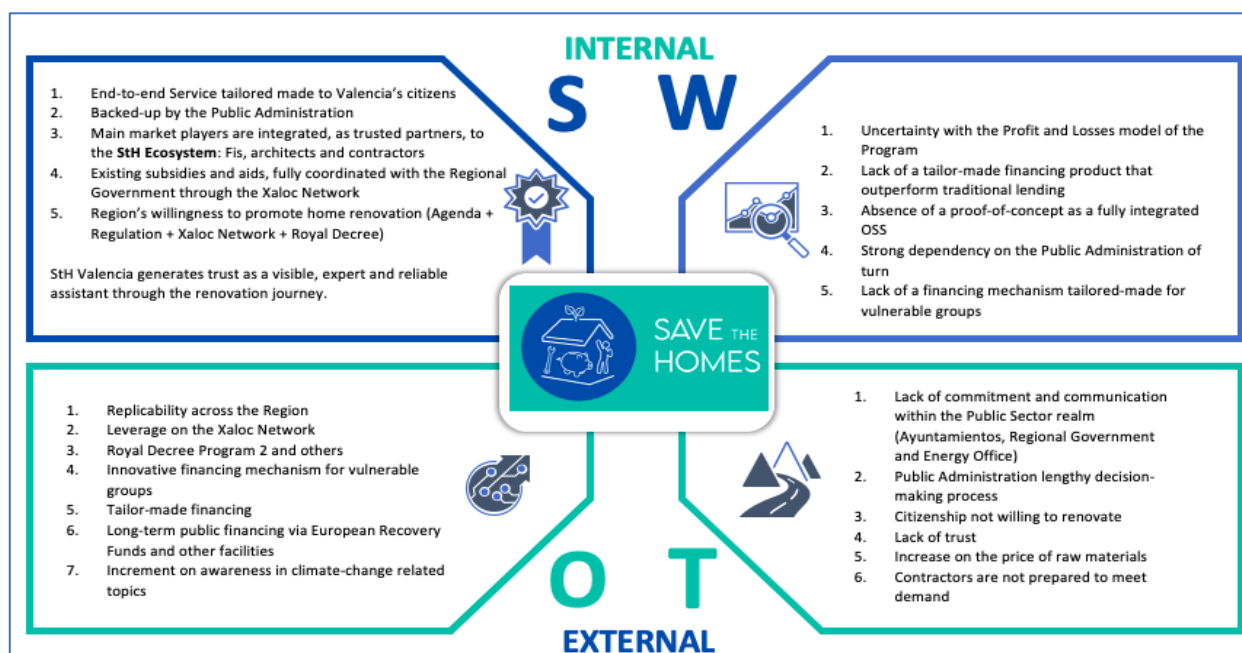 INTERNAL
S W
1. End-to-end Service tailored made to Valencia's citizens
2. Backed-up by the Public Administration
3. Main market players are integrated, as trusted partners, to
the StH Ecosystem: Fis, architects and contractors
4. Existing subsidies and aids, fully coordinated with the Regional
Government through the Xaloc Network
5. Region's willingness to promote home renovation (Agenda +
Regulation + Xaloc Network + Royal Decree)
StH Valencia generates trust as a visible, expert and reliable
assistant through the renovation journey.
1. Uncertainty with the Profit and Losses model of the
Program
2. Lack of a tailor-made financing product that
outperform traditional lending
3. Absence of a proof-of-concept as a fully integrated
OSS
4. Strong dependency on the Public Administration of
turn
5. Lack of a financing mechanism tailored-made for
vulnerable groups
SAVE THE
HOMES
1. Replicability across the Region
2. Leverage on the Xaloc Network
3. Royal Decree Program 2 and others
4. Innovative financing mechanism for vulnerable
groups
5. Tailor-made financing
6. Long-term public financing via European Recovery
Funds and other facilities
7. Increment on awareness in climate-change related
topics
1. Lack of commitment and communication
within the Public Sector realm
(Ayuntamientos, Regional Government
and Energy Office)
2. Public Administration lengthy decision-
making process
3. Citizenship not willing to renovate
4. Lack of trust
5. Increase on the price of raw materials
6. Contractors are not prepared to meet
demand
O T
EXTERNAL